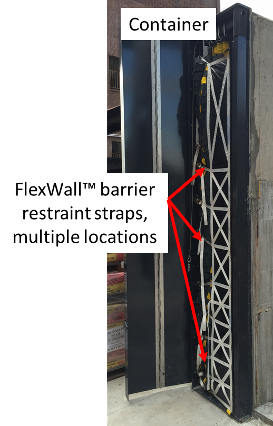 Container
FlexWall™ barrier
restraint straps,
multiple locations